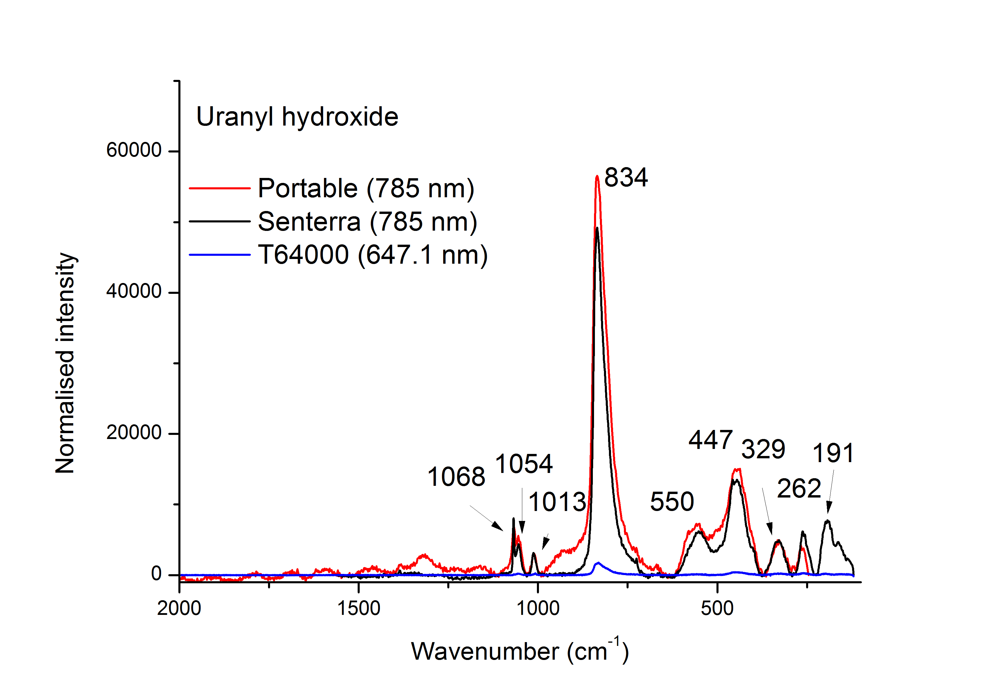 Uranyl hydroxide
60000
Portable (785 nm)
834
Senterra (785 nm)
T64000 (647.1 nm)
40000
Normalised intensity
20000
447
329
191
1054
1068
262
1013
550
0
2000
1500
1000
500
Wavenumber (cm⁻¹)